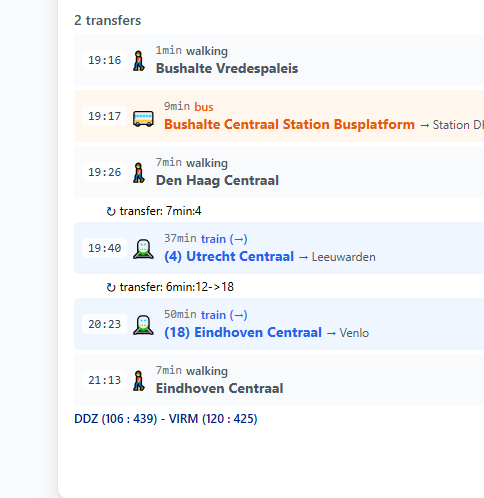 2 transfers
19:16
1min walking
Bushalte Vredespaleis
19:17
9min bus
Bushalte Centraal Station Busplatform → Station
19:26
7min walking
Den Haag Centraal
↻ transfer: 7min:4
19:40
37min train (→)
(4) Utrecht Centraal → Leeuwarden
↻ transfer: 6min:12->18
20:23
50min train (→)
(18) Eindhoven Centraal → Venlo
21:13
7min walking
Eindhoven Centraal
DDZ (106 : 439) - VIRM (120 : 425)